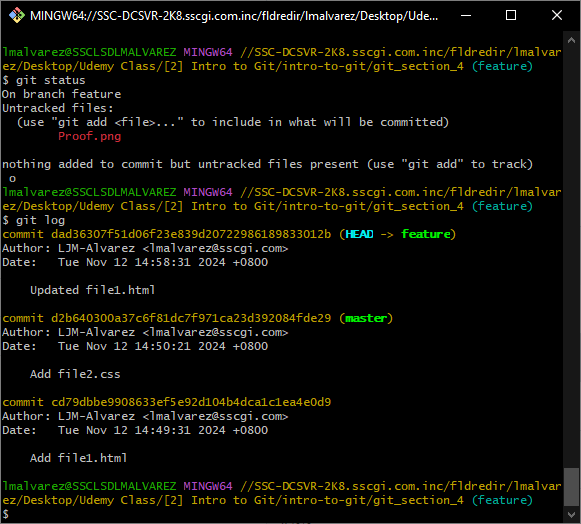 MINGW64://SSC-DCSVR-2K8.sscgi.com.inc/fldredir/lmalvarez/Desktop/Ude...
lmalvarez@SSCLSDLMALVAREZ MINGW64 //SSC-DCSVR-2K8.sscgi.com.inc/fldredir/lmalvar
ez/Desktop/Udemy Class/[2] Intro to Git/intro-to-git/git_section_4 (feature)
$ git status
On branch feature
Untracked files:
  (use "git add <file>..." to include in what will be committed)
        Proof.png
nothing added to commit but untracked files present (use "git add" to track)
 o
lmalvarez@SSCLSDLMALVAREZ MINGW64 //SSC-DCSVR-2K8.sscgi.com.inc/fldredir/lmalvar
ez/Desktop/Udemy Class/[2] Intro to Git/intro-to-git/git_section_4 (feature)
$ git log
commit dad36307f51d06f23e839d20722986189833012b (HEAD -> feature)
Author: LJM-Alvarez <lmalvarez@sscgi.com>
Date:   Tue Nov 12 14:58:31 2024 +0800
    Updated file1.html
commit d2b640300a37c6f81dc7f971ca23d392084fde29 (master)
Author: LJM-Alvarez <lmalvarez@sscgi.com>
Date:   Tue Nov 12 14:50:21 2024 +0800
    Add file2.css
commit cd79dbbe9908633ef5e92d104b4dca1c1ea4e0d9
Author: LJM-Alvarez <lmalvarez@sscgi.com>
Date:   Tue Nov 12 14:49:31 2024 +0800
    Add file1.html
lmalvarez@SSCLSDLMALVAREZ MINGW64 //SSC-DCSVR-2K8.sscgi.com.inc/fldredir/lmalvar
ez/Desktop/Udemy Class/[2] Intro to Git/intro-to-git/git_section_4 (feature)
$